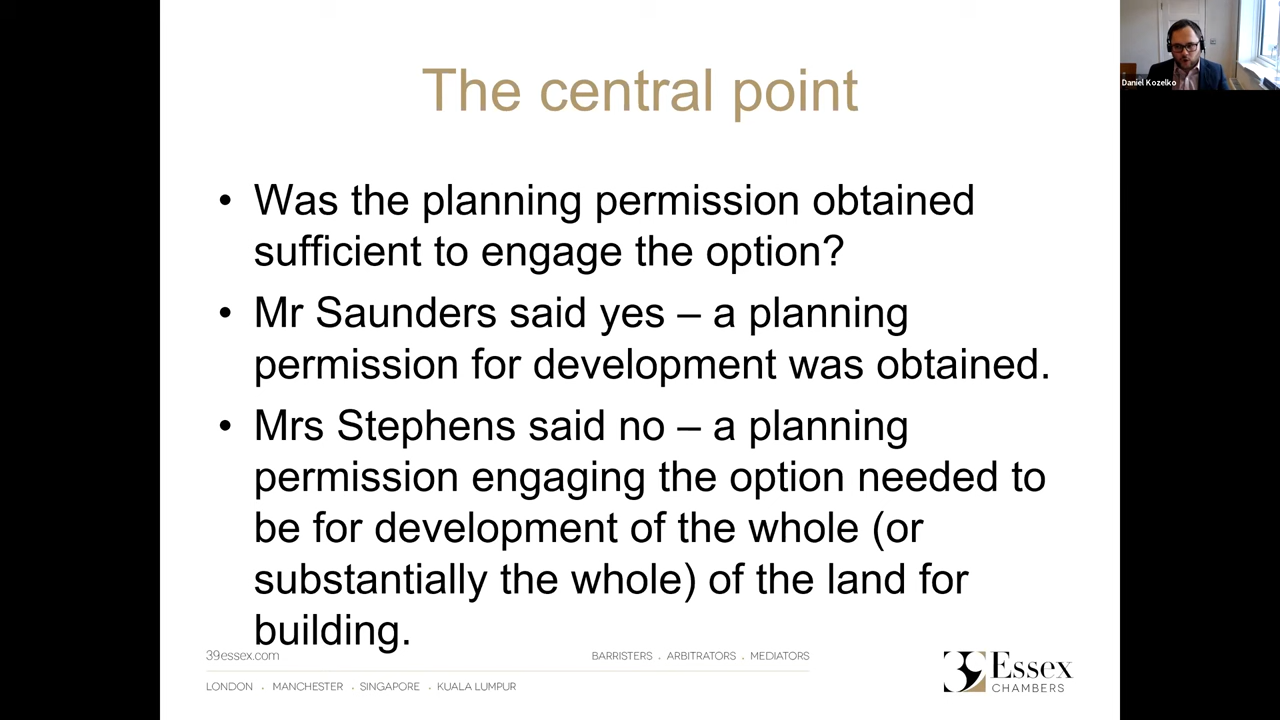 The central point
Daniel Kozelko
• Was the planning permission obtained
sufficient to engage the option?
• Mr Saunders said yes – a planning
permission for development was obtained.
• Mrs Stephens said no – a planning
permission engaging the option needed to
be for development of the whole (or
substantially the whole) of the land for
building.
39essex.com
BARRISTERS . ARBITRATORS . MEDIATORS
LONDON . MANCHESTER . SINGAPORE . KUALA LUMPUR
39 Essex
CHAMBERS